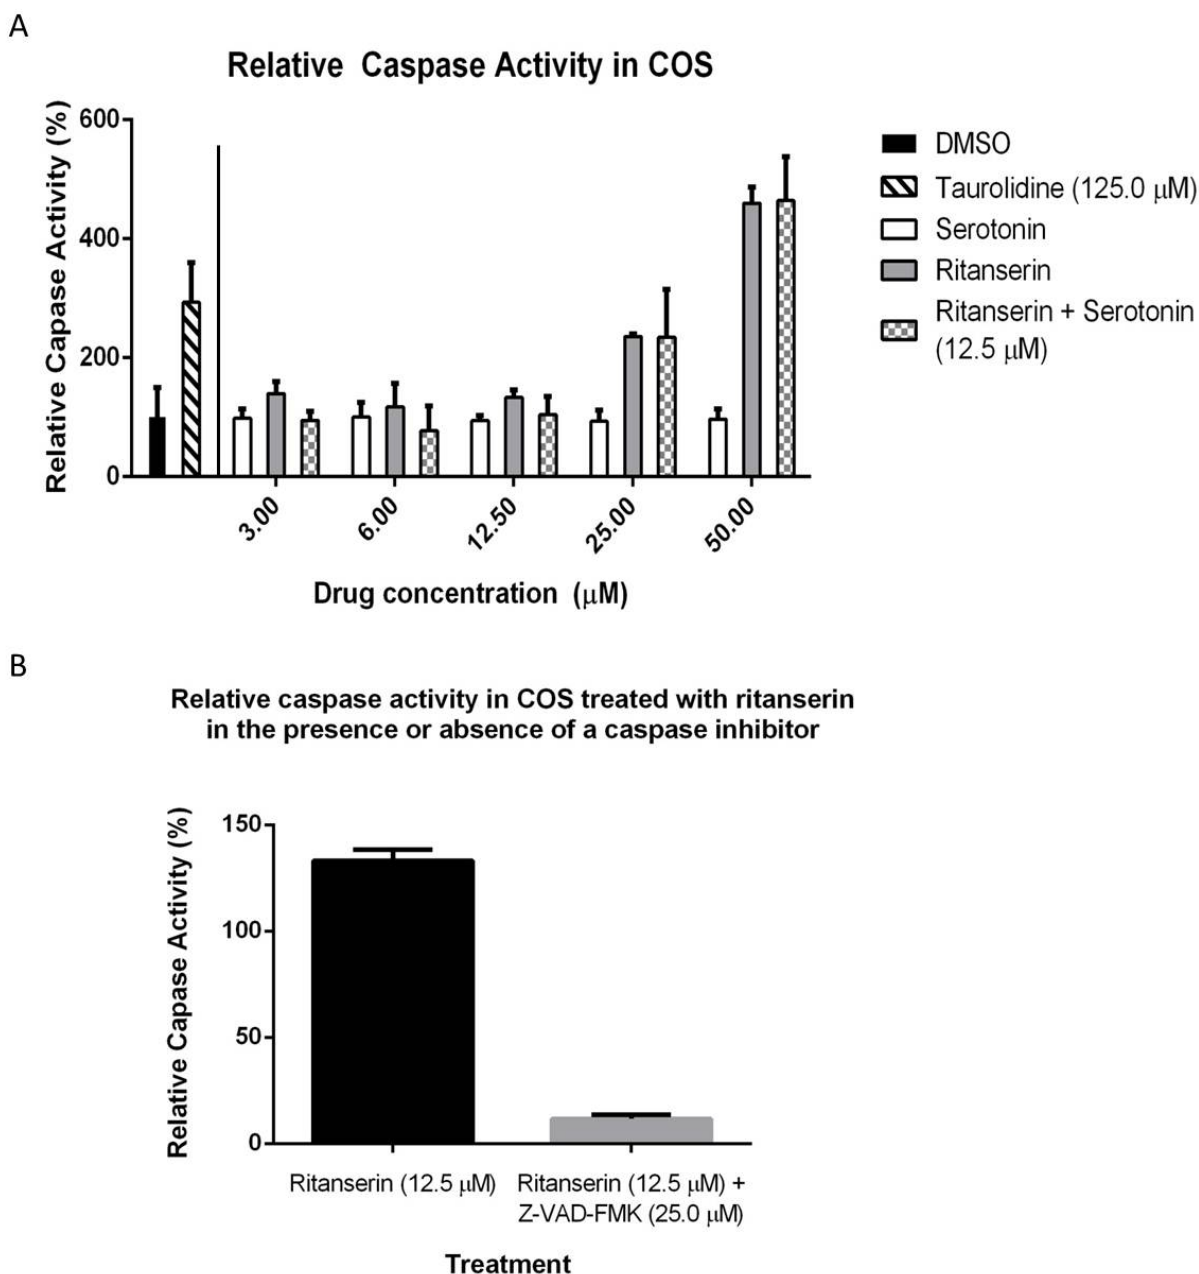 A
Relative Caspase Activity in COS
Relative Capase Activity (%)
600
400
200
0
3.00
6.00
12.50
25.00
50.00
Drug concentration (μM)
DMSO
Taurolidine (125.0 μM)
Serotonin
Ritanserin
Ritanserin + Serotonin
(12.5 μM)
B
Relative caspase activity in COS treated with ritanserin
in the presence or absence of a caspase inhibitor
Relative Capase Activity (%)
150
100
50
0
Ritanserin (12.5 μM)
Ritanserin (12.5 μM) +
Z-VAD-FMK (25.0 μM)
Treatment